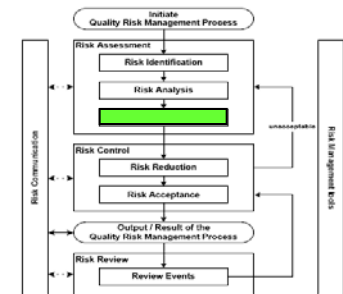 Initiate
Quality Risk Management Process
Risk Assessment
Risk Identification
Risk Analysis
unacceptable
Risk Control
Risk Reduction
Risk Acceptance
Output / Result of the
Quality Risk Management Process
Risk Review
Review Events
Risk Communication
Risk Management tools